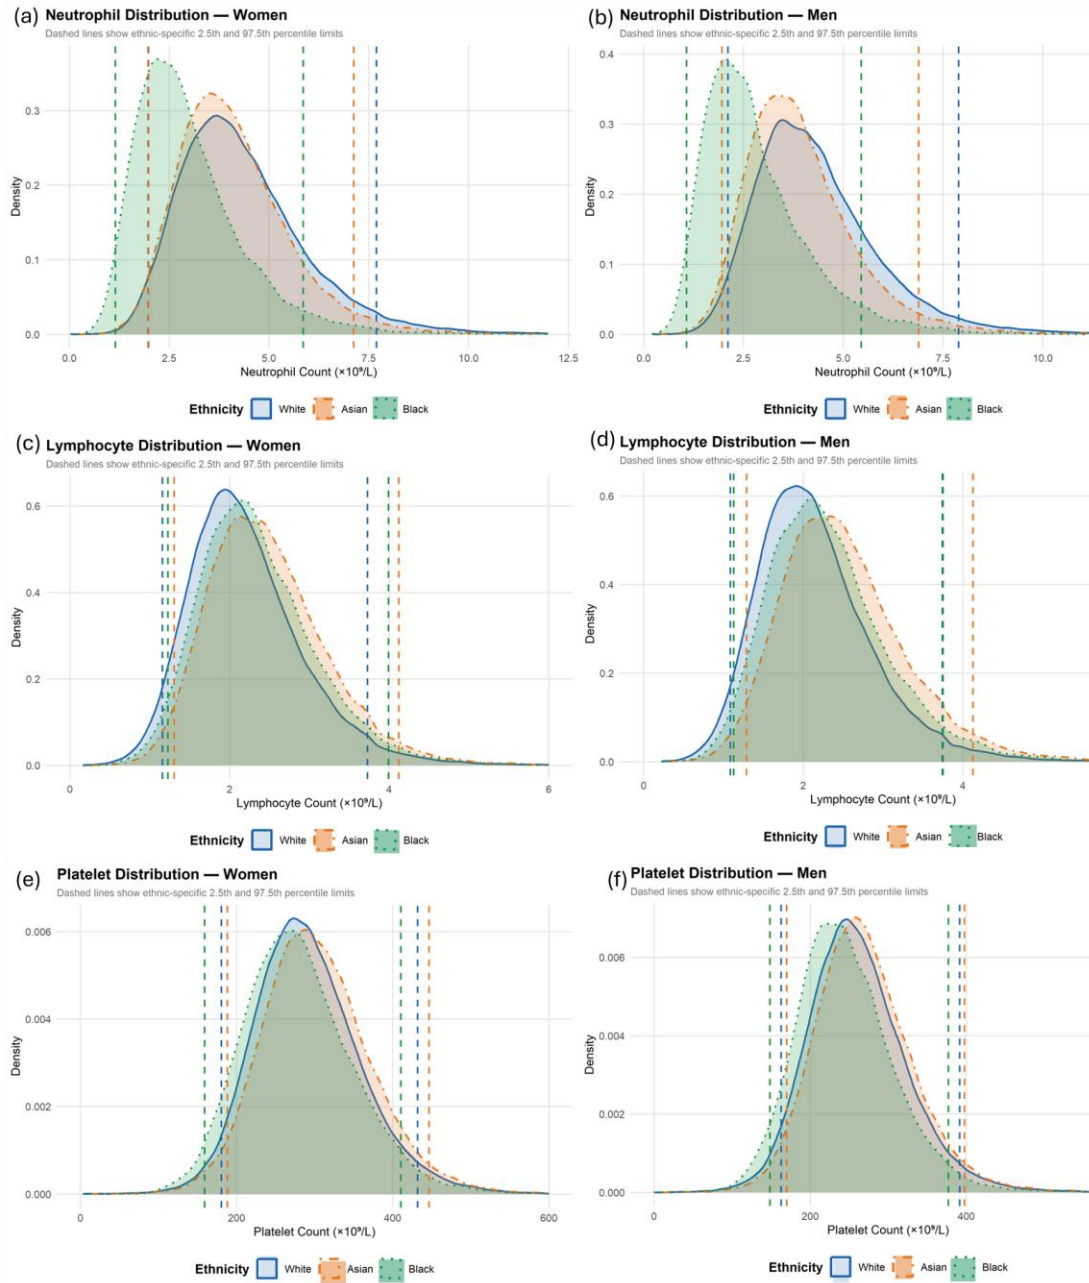 (a) Neutrophil Distribution — Women
Dashed lines show ethnic-specific 2.5th and 97.5th percentile limits
0.3
0.2
0.1
0.0
Density
0.0 2.5 5.0 7.5 10.0 12.5
Neutrophil Count (×10⁹/L)
Ethnicity White Asian Black
(b) Neutrophil Distribution — Men
Dashed lines show ethnic-specific 2.5th and 97.5th percentile limits
0.4
0.3
0.2
0.1
0.0
Density
0.0 2.5 5.0 7.5 10.0
Neutrophil Count (×10⁹/L)
Ethnicity White Asian Black
(c) Lymphocyte Distribution — Women
Dashed lines show ethnic-specific 2.5th and 97.5th percentile limits
0.6
0.4
0.2
0.0
Density
0 2 4 6
Lymphocyte Count (×10⁹/L)
Ethnicity White Asian Black
(d) Lymphocyte Distribution — Men
Dashed lines show ethnic-specific 2.5th and 97.5th percentile limits
0.6
0.4
0.2
0.0
Density
0 2 4
Lymphocyte Count (×10⁹/L)
Ethnicity White Asian Black
(e) Platelet Distribution — Women
Dashed lines show ethnic-specific 2.5th and 97.5th percentile limits
0.006
0.004
0.002
0.000
Density
0 200 400 600
Platelet Count (×10⁹/L)
Ethnicity White Asian Black
(f) Platelet Distribution — Men
Dashed lines show ethnic-specific 2.5th and 97.5th percentile limits
0.006
0.004
0.002
0.000
Density
0 200 400
Platelet Count (×10⁹/L)
Ethnicity White Asian Black